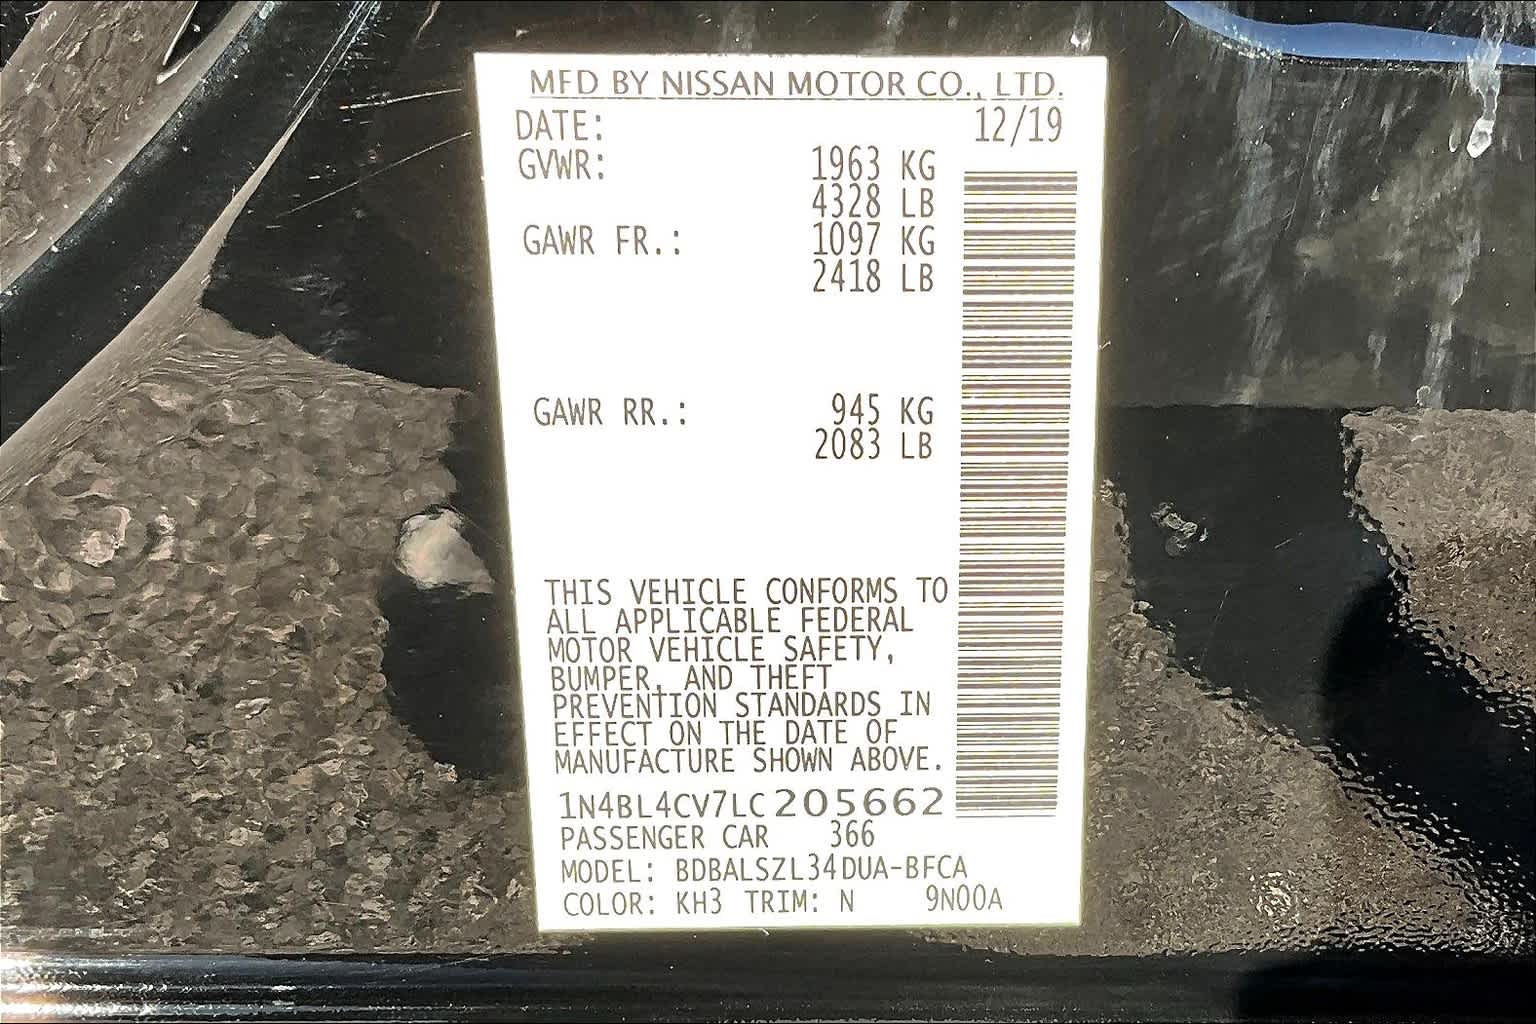 MFD BY NISSAN MOTOR CO., LTD.
DATE: 12/19
GVWR: 1963 KG
4328 LB
GAWR FR.: 1097 KG
2418 LB
GAWR RR.: 945 KG
2083 LB
THIS VEHICLE CONFORMS TO
ALL APPLICABLE FEDERAL
MOTOR VEHICLE SAFETY,
BUMPER, AND THEFT
PREVENTION STANDARDS IN
EFFECT ON THE DATE OF
MANUFACTURE SHOWN ABOVE.
1N4BL4CV7LC205662
PASSENGER CAR 366
MODEL: BDBALSZL34DUA-BFCA
COLOR: KH3 TRIM: N 9N00A